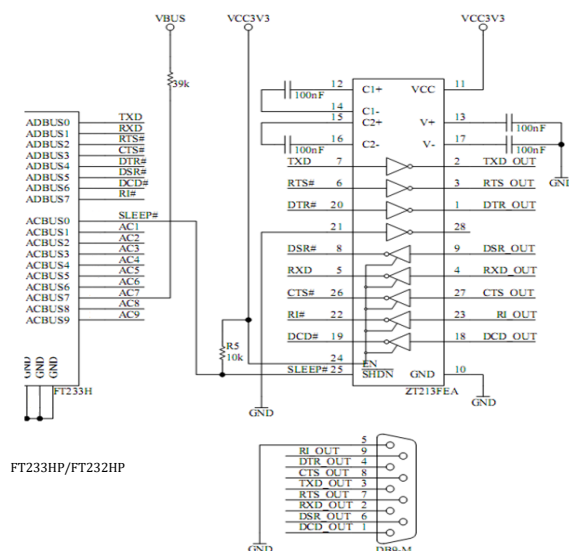 VBUS VCC3V3 VCC3V3
39k
ADBUS0 TXD
ADBUS1 RXD
ADBUS2 RTS#
ADBUS3 CTS#
ADBUS4 DTR#
ADBUS5 DSR#
ADBUS6 DCD#
ADBUS7 RI#
ACBUS0 SLEEP#
ACBUS1 AC1
ACBUS2 AC2
ACBUS3 AC3
ACBUS4 AC4
ACBUS5 AC5
ACBUS6 AC6
ACBUS7 AC7
ACBUS8 AC8
ACBUS9 AC9
GND GND GND
FT233H
R5
10k
100nF 12 C1+ VCC 11
14 C1-
15 C2+ V+ 13 100nF
100nF 16 C2- V- 17 100nF
GND
TXD 7 2 TXD_OUT
RTS# 6 3 RTS_OUT
DTR# 20 1 DTR_OUT
21 28
DSR# 8 9 DSR_OUT
RXD 5 4 RXD_OUT
CTS# 26 27 CTS_OUT
RI# 22 23 RI_OUT
DCD# 19 18 DCD_OUT
24 EN
SLEEP# 25 SHDN GND 10
ZT213FEA
GND
GND
FT233HP/FT232HP
5
RI_OUT 9
DTR_OUT 4
CTS_OUT 8
TXD_OUT 3
RTS_OUT 7
RXD_OUT 2
DSR_OUT 6
DCD_OUT 1
GND
DB9-M